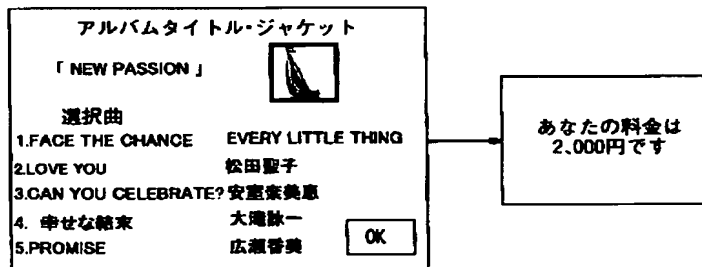 アルバムタイトル・ジャケット
「 NEW PASSION 」
選択曲
1.FACE THE CHANCE EVERY LITTLE THING
2.LOVE YOU 松田聖子
3.CAN YOU CELEBRATE? 安室奈美恵
4. 幸せな結末 大滝詠一
5.PROMISE 広瀬香美
OK
あなたの料金は
2,000円です